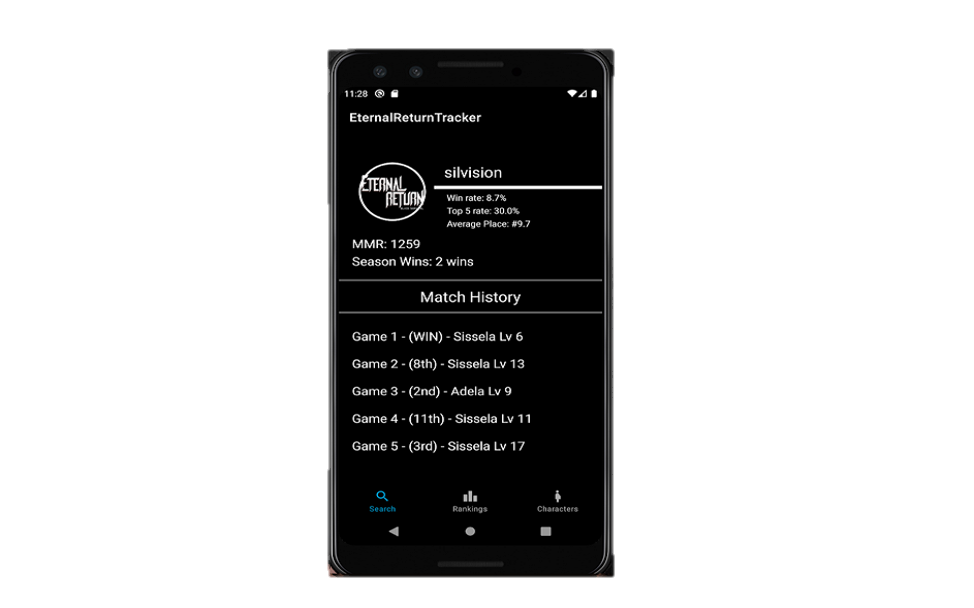 11:28
EternalReturnTracker
ETERNAL
RETURN
silvision
Win rate: 8.7%
Top 5 rate: 30.0%
Average Place: #9.7
MMR: 1259
Season Wins: 2 wins
Match History
Game 1 - (WIN) - Sissela Lv 6
Game 2 - (8th) - Sissela Lv 13
Game 3 - (2nd) - Adela Lv 9
Game 4 - (11th) - Sissela Lv 11
Game 5 - (3rd) - Sissela Lv 17
Search Rankings Characters